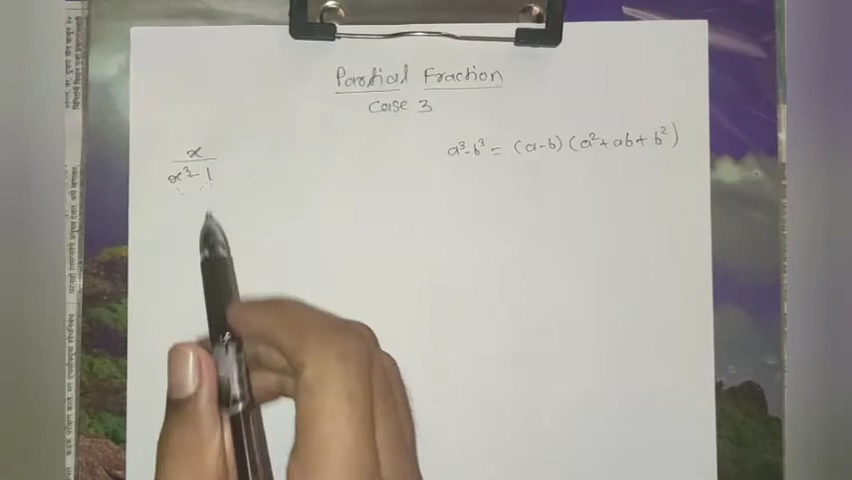 Partial Fraction
Case 3
x
x³-1
a³-b³ = (a-b) (a²+ab+b²)